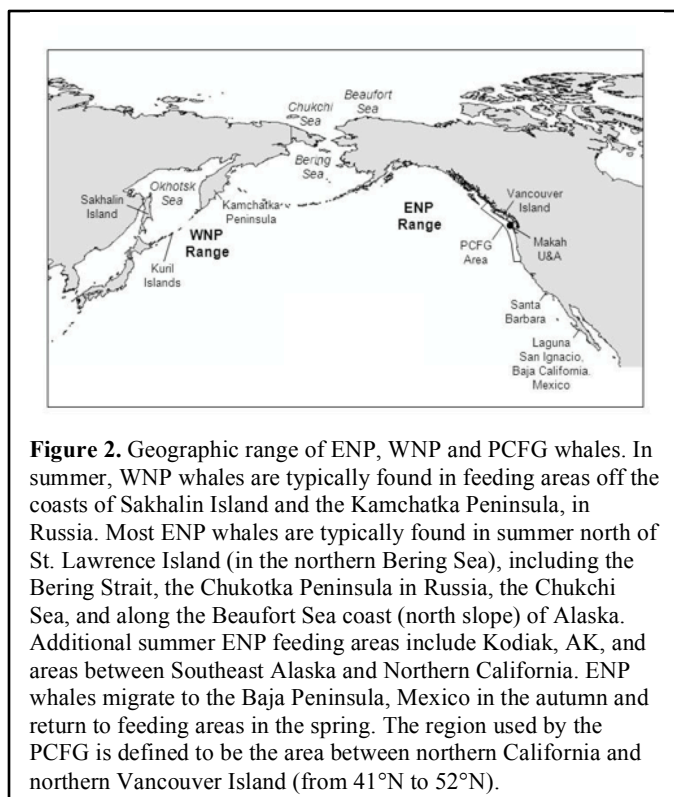 Chukchi
Sea
Beaufort
Sea
Bering
Sea
Okhotsk
Sea
Sakhalin
Island
Kamchatka
Peninsula
WNP
Range
Kuril
Islands
ENP
Range
Vancouver
Island
PCFG
Area
Makah
U&A
Santa
Barbara
Laguna
San Ignacio,
Baja California,
Mexico
Figure 2. Geographic range of ENP, WNP and PCFG whales. In
summer, WNP whales are typically found in feeding areas off the
coasts of Sakhalin Island and the Kamchatka Peninsula, in
Russia. Most ENP whales are typically found in summer north of
St. Lawrence Island (in the northern Bering Sea), including the
Bering Strait, the Chukotka Peninsula in Russia, the Chukchi
Sea, and along the Beaufort Sea coast (north slope) of Alaska.
Additional summer ENP feeding areas include Kodiak, AK, and
areas between Southeast Alaska and Northern California. ENP
whales migrate to the Baja Peninsula, Mexico in the autumn and
return to feeding areas in the spring. The region used by the
PCFG is defined to be the area between northern California and
northern Vancouver Island (from 41°N to 52°N).